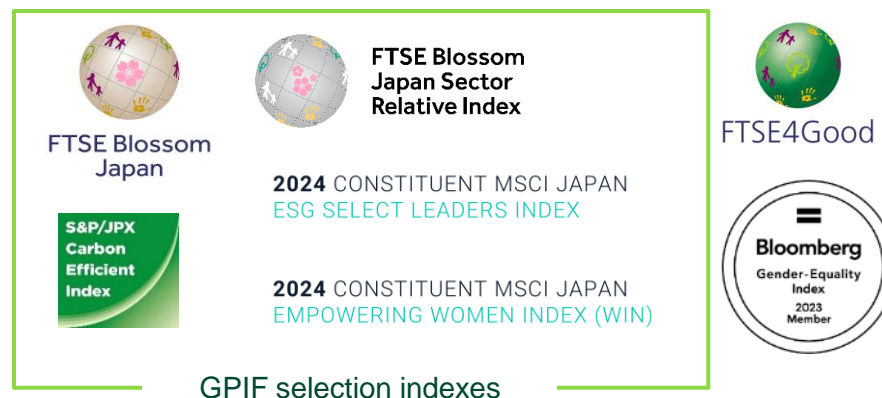 FTSE Blossom
Japan
FTSE Blossom
Japan Sector
Relative Index
S&P/JPX
Carbon
Efficient
Index
2024 CONSTITUENT MSCI JAPAN
ESG SELECT LEADERS INDEX
2024 CONSTITUENT MSCI JAPAN
EMPOWERING WOMEN INDEX (WIN)
GPIF selection indexes
FTSE4Good
Bloomberg
Gender-Equality
Index
2023
Member